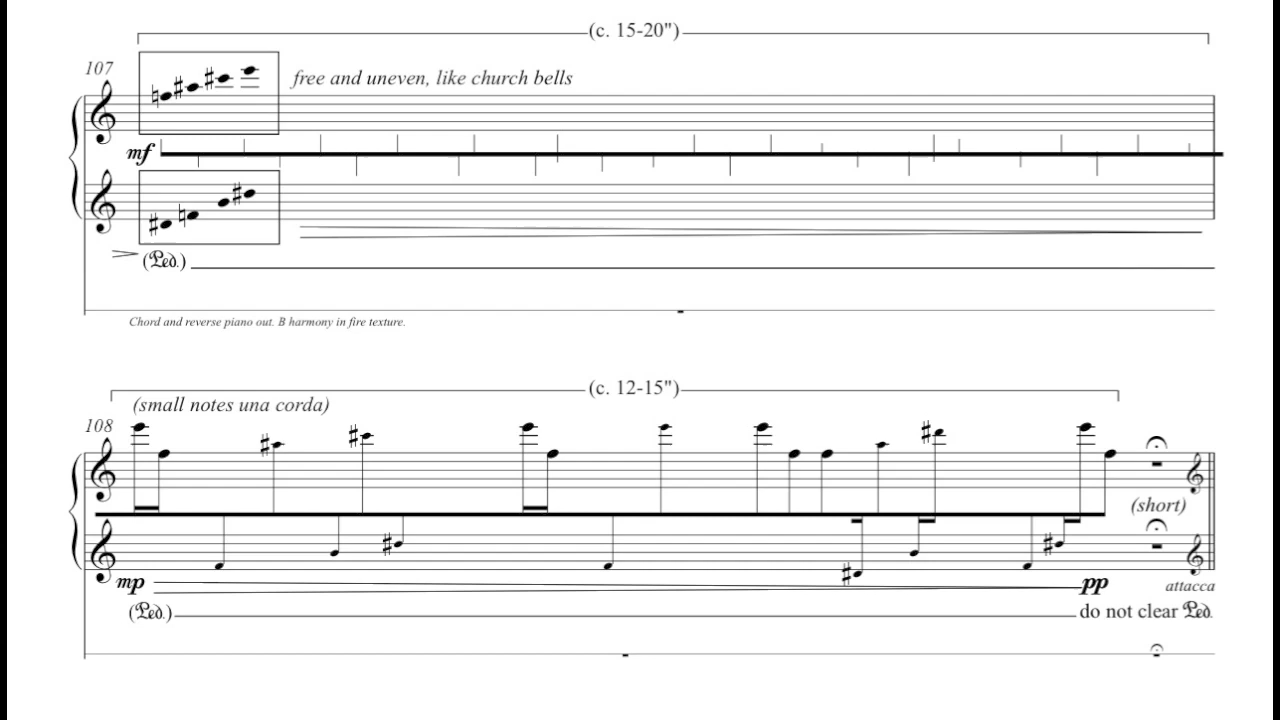 (c. 15-20")
107
free and uneven, like church bells
mf
(Ped.)
Chord and reverse piano out. B harmony in fire texture.
(c. 12-15")
(small notes una corda)
108
(short)
mp
pp
attacca
(Ped.)
do not clear Ped.